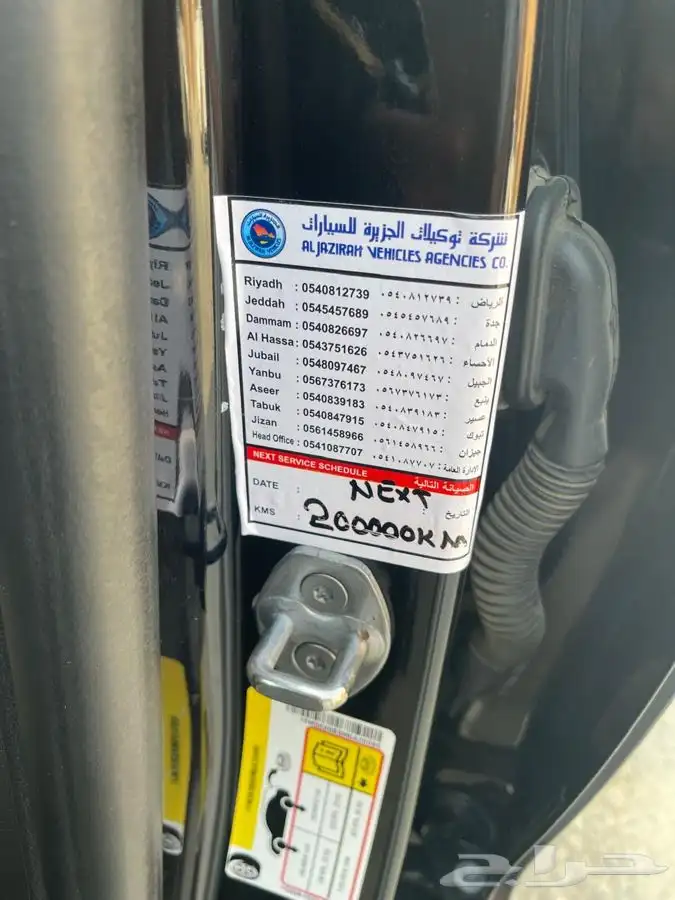 شركة توكيلات الجزيرة للسيارات
ALJAZIRAH VEHICLES AGENCIES CO.
Riyadh : 0540812739 ٠٥٤٠٨١٢٧٣٩ : الرياض
Jeddah : 0545457689 ٠٥٤٥٤٥٧٦٨٩ : جدة
Dammam : 0540826697 ٠٥٤٠٨٢٦٦٩٧ : الدمام
Al Hassa : 0543751626 ٠٥٤٣٧٥١٦٢٦ : الأحساء
Jubail : 0548097467 ٠٥٤٨٠٩٧٤٦٧ : الجبيل
Yanbu : 0567376173 ٠٥٦٧٣٧٦١٧٣ : ينبع
Aseer : 0540839183 ٠٥٤٠٨٣٩١٨٣ : عسير
Tabuk : 0540847915 ٠٥٤٠٨٤٧٩١٥ : تبوك
Jizan : 0561458966 ٠٥٦١٤٥٨٩٦٦ : جيزان
Head Office : 0541087707 ٠٥٤١٠٨٧٧٠٧ : الإدارة العامة
NEXT SERVICE SCHEDULE الصيانة التالية
DATE : NEXT : التاريخ
KMS : 200000KM
حراج